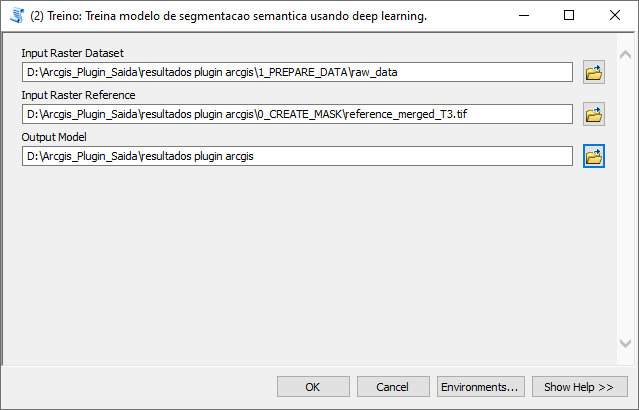 (2) Treino: Treina modelo de segmentacao semantica usando deep learning.
Input Raster Dataset
D:\Arcgis_Plugin_Saida\resultados plugin arcgis\1_PREPARE_DATA\raw_data
Input Raster Reference
D:\Arcgis_Plugin_Saida\resultados plugin arcgis\0_CREATE_MASK\reference_merged_T3.tif
Output Model
D:\Arcgis_Plugin_Saida\resultados plugin arcgis
OK Cancel Environments... Show Help >>